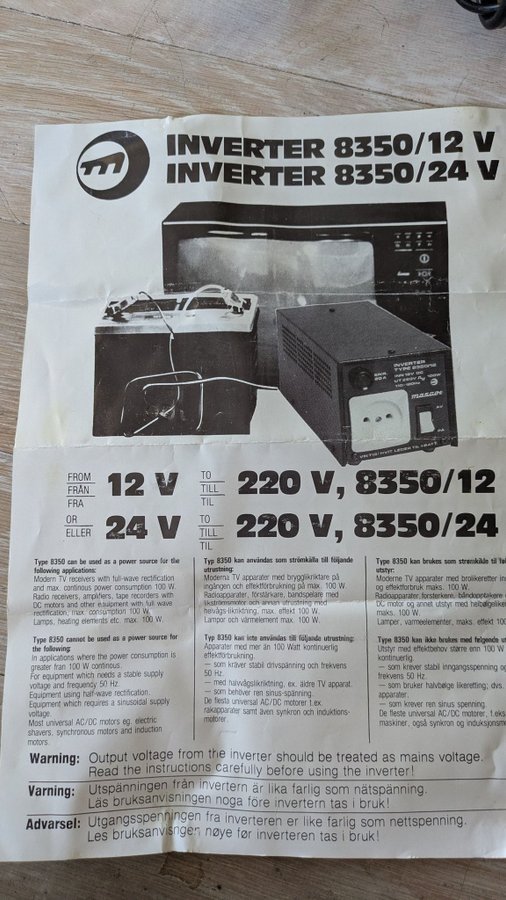 INVERTER 8350/12 V
INVERTER 8350/24 V
INVERTER
TYPE 8350/12
INN 12V DC
UT 220V 100W
mascot
FROM
FRÅN
FRA
12 V
TO
TILL
TIL
220 V, 8350/12
OR
ELLER
24 V
TO
TILL
TIL
220 V, 8350/24
Type 8350 can be used as a power source for the
following applications:
Modern TV receivers with full-wave rectification
and max. continous power consumption 100 W.
Radio receivers, amplifiers, tape recorders with
DC motors and other equipment with full wave
rectification, max. consumption 100 W.
Lamps, heating elements etc. max. 100 W.
Type 8350 cannot be used as a power source for
the following:
In applications where the power consumption is
greater than 100 W continous.
For equipment which needs a stable supply
voltage and frequency 50 Hz.
Equipment using half-wave rectification.
Equipment which requires a sinusoidal supply
voltage.
Most universal AC/DC motors eg. electric
shavers, synchronous motors and induction
motors.
Typ 8350 kan användas som strömkälla till följande
utrustning:
Moderna TV apparater med brygglikriktare på
ingången och effektförbrukning på max. 100 W.
Radioapparater, förstärkare, bandspelare med
likströmsmotor och annan utrustning med
helvågs-likriktning, max. effekt 100 W.
Lampor och värmelement max. 100 W.
Typ 8350 kan inte användas till följande utrustning:
Apparater med mer än 100 Watt kontinuerlig
effektförbrukning.
— som kräver stabil drivspänning och frekvens
50 Hz.
— med halvvågslikriktning, ex. äldre TV apparat.
— som behöver ren sinus-spänning.
De flesta universal AC/DC motorer t.ex.
rakapparater samt även synkron och induktions-
motorer.
Type 8350 kan brukes som strømkilde til
utstyr:
Moderne TV apparater med brolikeretter
og effektforbruk maks. 100 W.
Radioapparater, forsterkere, båndopptakere
DC motor og annet utstyr med
maks. 100 W.
Lamper, varmeelementer, maks. effekt
Type 8350 kan ikke brukes med følgende
Utstyr med effektbehov større enn 100 W
kontinuerlig.
— som krever stabil inngangsspenning og
50 Hz.
— som bruker halvbølge likeretting; dvs.
apparater.
— som krever ren sinus spenning.
De fleste universal AC/DC motorer, f.eks
maskiner, også synkron og
Warning: Output voltage from the inverter should be treated as mains voltage.
Read the instructions carefully before using the inverter!
Varning: Utspänningen från invertern är lika farlig som nätspänning.
Läs bruksanvisningen noga före invertern tas i bruk!
Advarsel: Utgangsspenningen fra inverteren er like farlig som nettspenning.
Les bruksanvisningen nøye før inverteren tas i bruk!